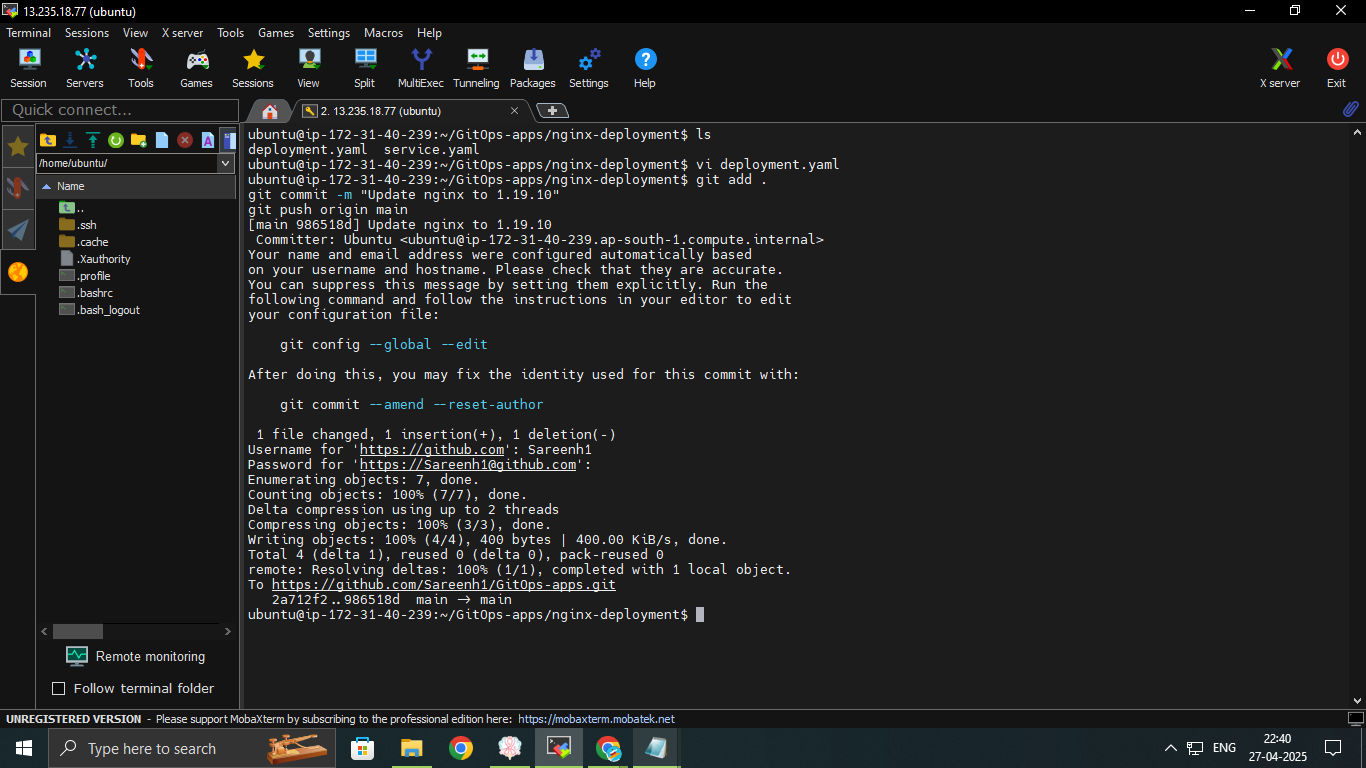 13.235.18.77 (ubuntu)
Terminal Sessions View X server Tools Games Settings Macros Help
Session Servers Tools Games Sessions View Split MultiExec Tunneling Packages Settings Help X server Exit
Quick connect...
2. 13.235.18.77 (ubuntu)
/home/ubuntu/
Name
..
.ssh
.cache
.Xauthority
.profile
.bashrc
.bash_logout
Remote monitoring
Follow terminal folder
ubuntu@ip-172-31-40-239:~/GitOps-apps/nginx-deployment$ ls
deployment.yaml  service.yaml
ubuntu@ip-172-31-40-239:~/GitOps-apps/nginx-deployment$ vi deployment.yaml
ubuntu@ip-172-31-40-239:~/GitOps-apps/nginx-deployment$ git add .
git commit -m "Update nginx to 1.19.10"
git push origin main
[main 986518d] Update nginx to 1.19.10
 Committer: Ubuntu <ubuntu@ip-172-31-40-239.ap-south-1.compute.internal>
Your name and email address were configured automatically based
on your username and hostname. Please check that they are accurate.
You can suppress this message by setting them explicitly. Run the
following command and follow the instructions in your editor to edit
your configuration file:
    git config --global --edit
After doing this, you may fix the identity used for this commit with:
    git commit --amend --reset-author
 1 file changed, 1 insertion(+), 1 deletion(-)
Username for 'https://github.com': Sareenh1
Password for 'https://Sareenh1@github.com':
Enumerating objects: 7, done.
Counting objects: 100% (7/7), done.
Delta compression using up to 2 threads
Compressing objects: 100% (3/3), done.
Writing objects: 100% (4/4), 400 bytes | 400.00 KiB/s, done.
Total 4 (delta 1), reused 0 (delta 0), pack-reused 0
remote: Resolving deltas: 100% (1/1), completed with 1 local object.
To https://github.com/Sareenh1/GitOps-apps.git
   2a712f2..986518d  main -> main
ubuntu@ip-172-31-40-239:~/GitOps-apps/nginx-deployment$
UNREGISTERED VERSION - Please support MobaXterm by subscribing to the professional edition here: https://mobaxterm.mobatek.net
Type here to search
ENG
22:40
27-04-2025